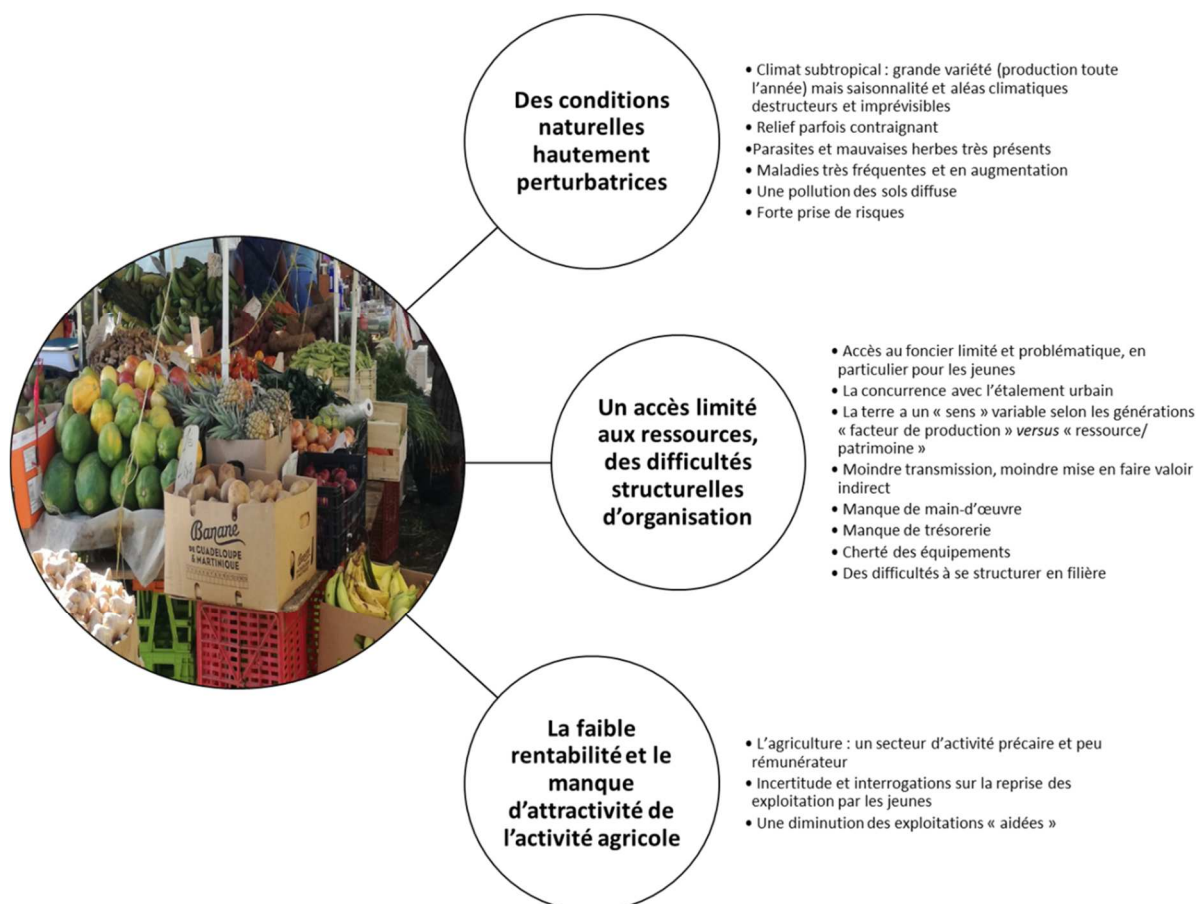 Des conditions
naturelles
hautement
perturbatrices
• Climat subtropical : grande variété (production toute
l’année) mais saisonnalité et aléas climatiques
destructeurs et imprévisibles
• Relief parfois contraignant
•Parasites et mauvaises herbes très présents
• Maladies très fréquentes et en augmentation
• Une pollution des sols diffuse
• Forte prise de risques
Banane
DE GUADELOUPE
& MARTINIQUE
Un accès limité
aux ressources,
des difficultés
structurelles
d’organisation
• Accès au foncier limité et problématique, en
particulier pour les jeunes
• La concurrence avec l’étalement urbain
• La terre a un « sens » variable selon les générations
« facteur de production » versus « ressource/
patrimoine »
• Moindre transmission, moindre mise en faire valoir
indirect
• Manque de main-d’œuvre
• Manque de trésorerie
• Cherté des équipements
• Des difficultés à se structurer en filière
La faible
rentabilité et le
manque
d’attractivité de
l’activité agricole
• L’agriculture : un secteur d’activité précaire et peu
rémunérateur
• Incertitude et interrogations sur la reprise des
exploitation par les jeunes
• Une diminution des exploitations « aidées »